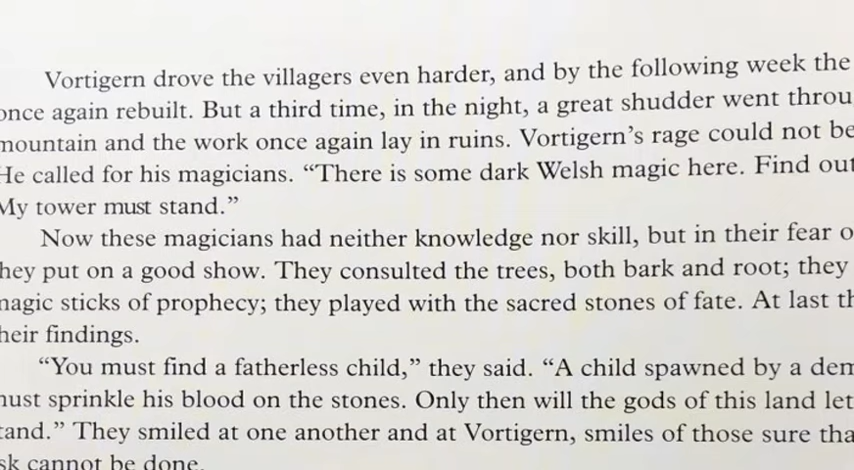 Vortigern drove the villagers even harder, and by the following week the
once again rebuilt. But a third time, in the night, a great shudder went throu
mountain and the work once again lay in ruins. Vortigern’s rage could not be
He called for his magicians. “There is some dark Welsh magic here. Find out
My tower must stand.”
Now these magicians had neither knowledge nor skill, but in their fear o
hey put on a good show. They consulted the trees, both bark and root; they
nagic sticks of prophecy; they played with the sacred stones of fate. At last th
heir findings.
“You must find a fatherless child,” they said. “A child spawned by a dem
nust sprinkle his blood on the stones. Only then will the gods of this land let
tand.” They smiled at one another and at Vortigern, smiles of those sure tha
sk cannot be done.